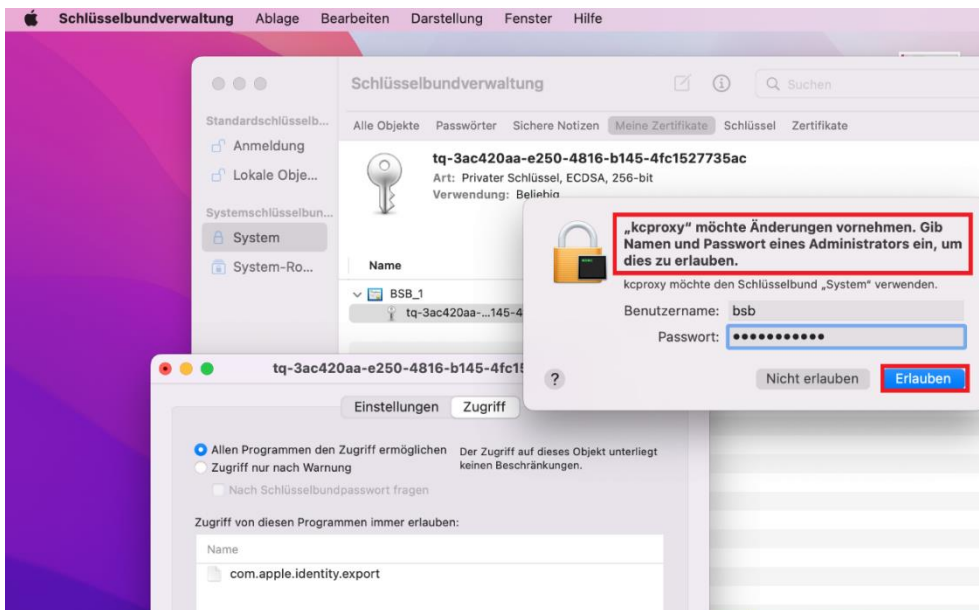 Schlüsselbundverwaltung Ablage Bearbeiten Darstellung Fenster Hilfe
Schlüsselbundverwaltung
Suchen
Standardschlüsselb...
Anmeldung
Lokale Obje...
Systemschlüsselbun...
System
System-Ro...
Alle Objekte Passwörter Sichere Notizen Meine Zertifikate Schlüssel Zertifikate
tq-3ac420aa-e250-4816-b145-4fc1527735ac
Art: Privater Schlüssel, ECDSA, 256-bit
Verwendung: Beliebig
Name
BSB_1
tq-3ac420aa-...145-4
„kcproxy“ möchte Änderungen vornehmen. Gib
Namen und Passwort eines Administrators ein, um
dies zu erlauben.
kcproxy möchte den Schlüsselbund „System“ verwenden.
Benutzername: bsb
Passwort: •••••••••••
? Nicht erlauben Erlauben
tq-3ac420aa-e250-4816-b145-4fc15
Einstellungen Zugriff
Allen Programmen den Zugriff ermöglichen
Zugriff nur nach Warnung
Nach Schlüsselbundpasswort fragen
Der Zugriff auf dieses Objekt unterliegt
keinen Beschränkungen.
Zugriff von diesen Programmen immer erlauben:
Name
com.apple.identity.export